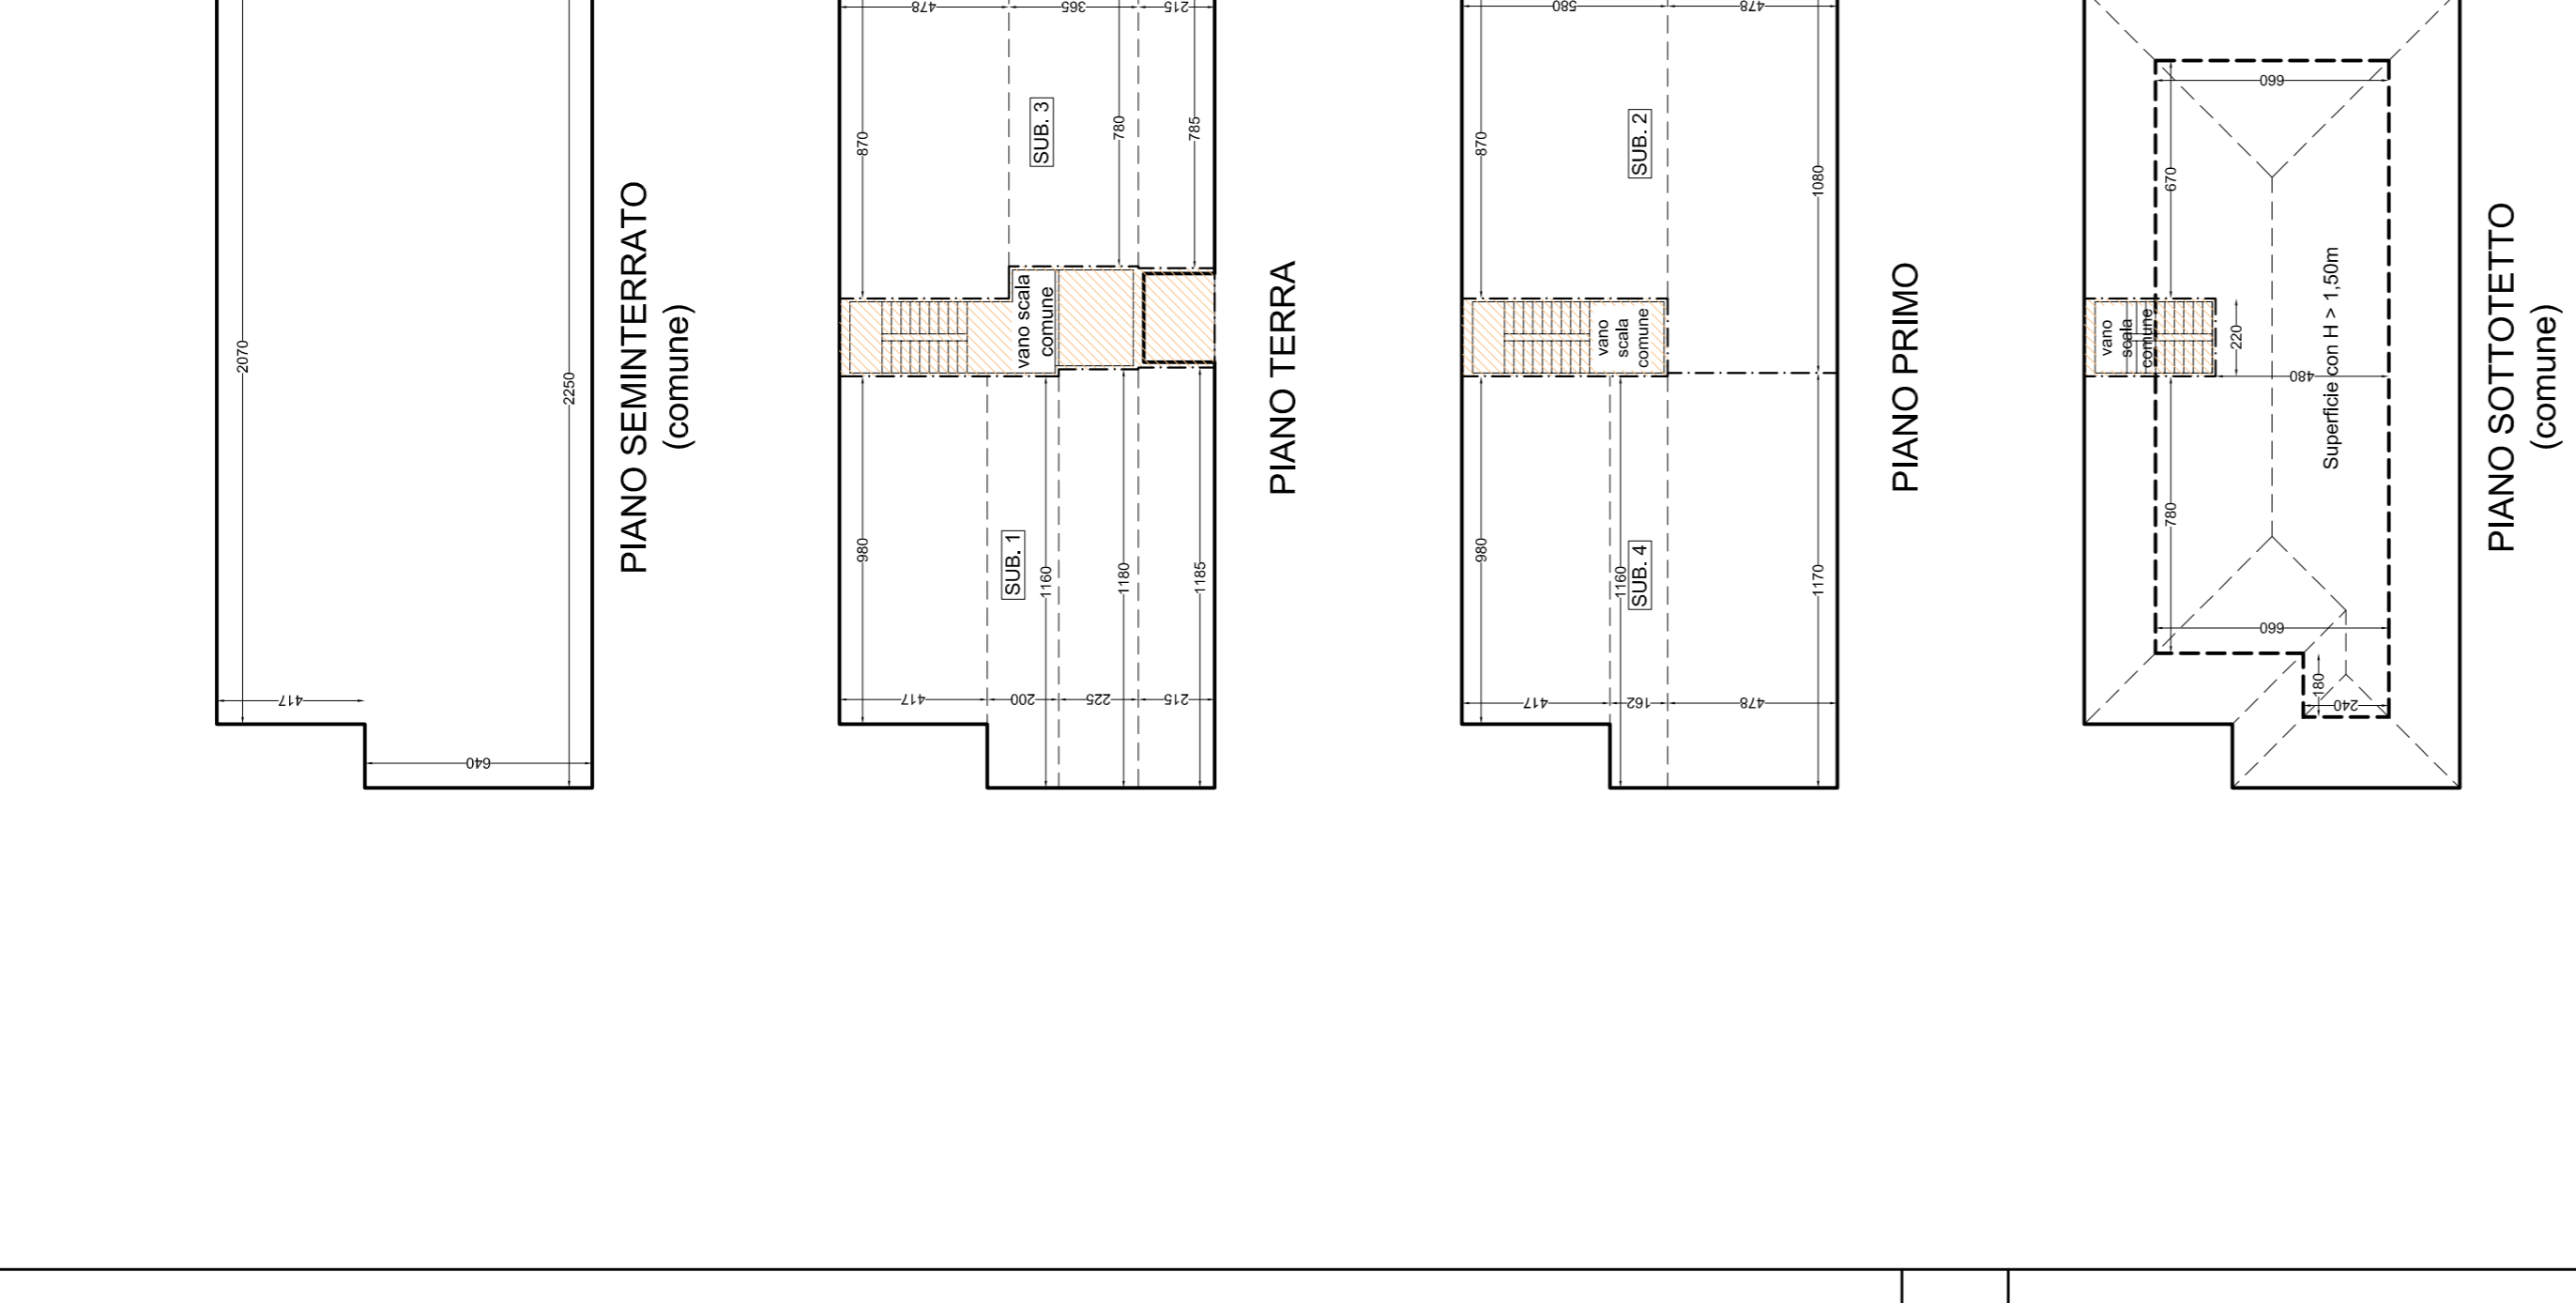 2070
2250
417
640
PIANO SEMINTERRATO
(comune)
478
365
215
870
SUB. 3
780
785
vano scala
comune
980
SUB. 1
1160
1180
1185
417
200
225
215
PIANO TERRA
580
478
870
SUB. 2
1080
vano
scala
comune
980
1160
SUB. 4
1170
417
162
478
PIANO PRIMO
660
670
vano
scala
comune
220
480
Superficie con H > 1,50m
780
660
180
240
PIANO SOTTOTETTO
(comune)